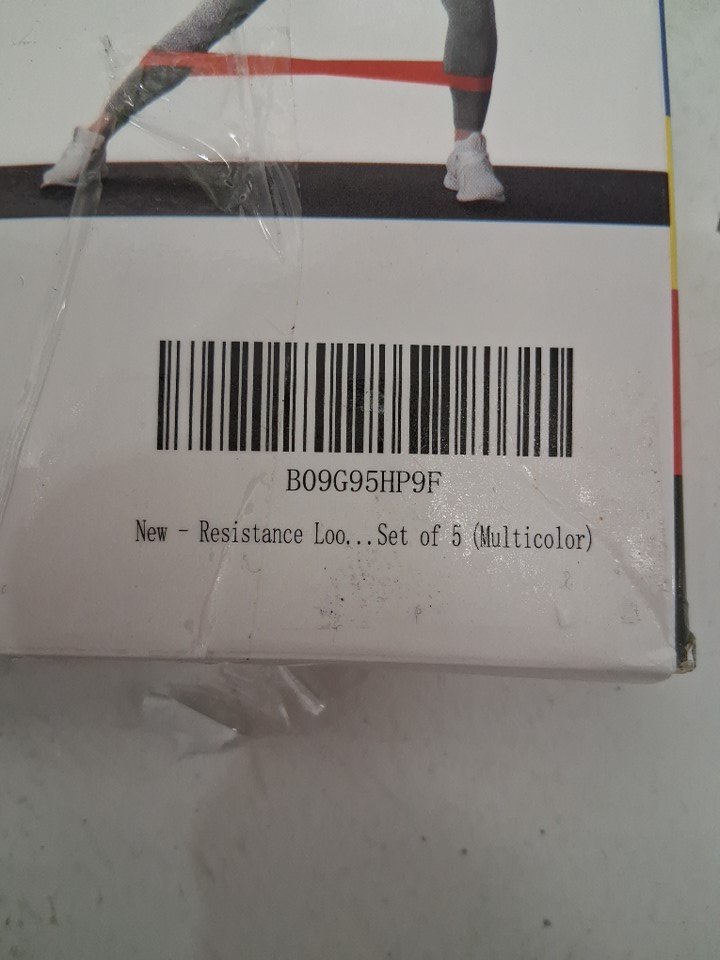 B09G95HP9F
New - Resistance Loo...Set of 5 (Multicolor)